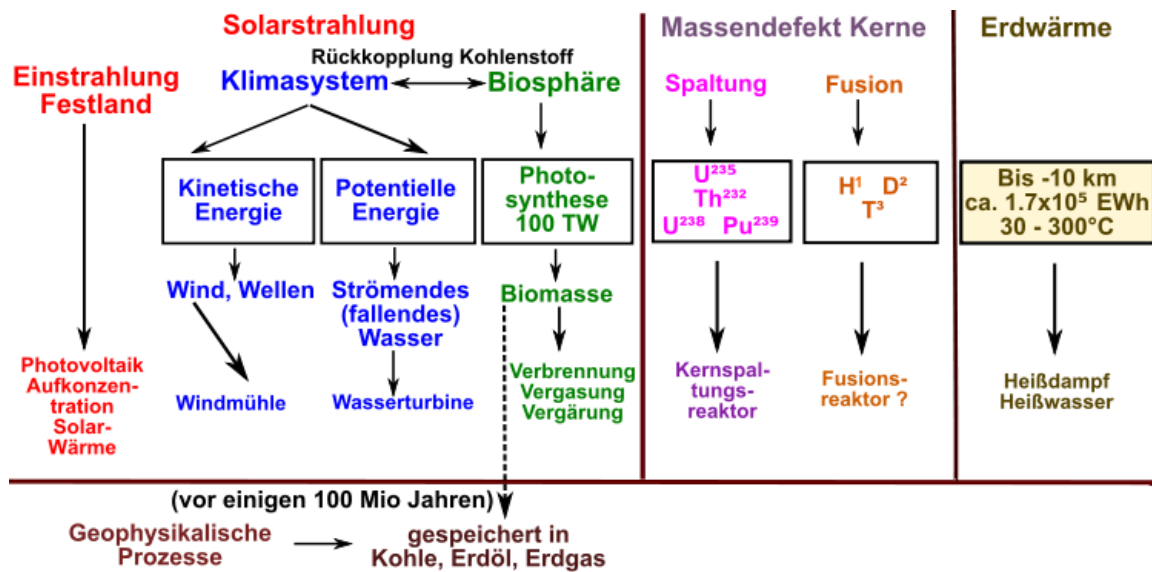 Solarstrahlung
Massendefekt Kerne
Erdwärme
Rückkopplung Kohlenstoff
Einstrahlung
Festland
Klimasystem
Biosphäre
Spaltung
Fusion
Kinetische
Energie
Potentielle
Energie
Photo-
synthese
100 TW
U²³⁵
Th²³²
U²³⁸ Pu²³⁹
H¹ D²
T³
Bis -10 km
ca. 1.7x10⁵ EWh
30 - 300°C
Wind, Wellen
Strömendes
(fallendes)
Wasser
Biomasse
Photovoltaik
Aufkonzen-
tration
Solar-
Wärme
Windmühle
Wasserturbine
Verbrennung
Vergasung
Vergärung
Kernspal-
tungs-
reaktor
Fusions-
reaktor ?
Heißdampf
Heißwasser
(vor einigen 100 Mio Jahren)
Geophysikalische
Prozesse
gespeichert in
Kohle, Erdöl, Erdgas